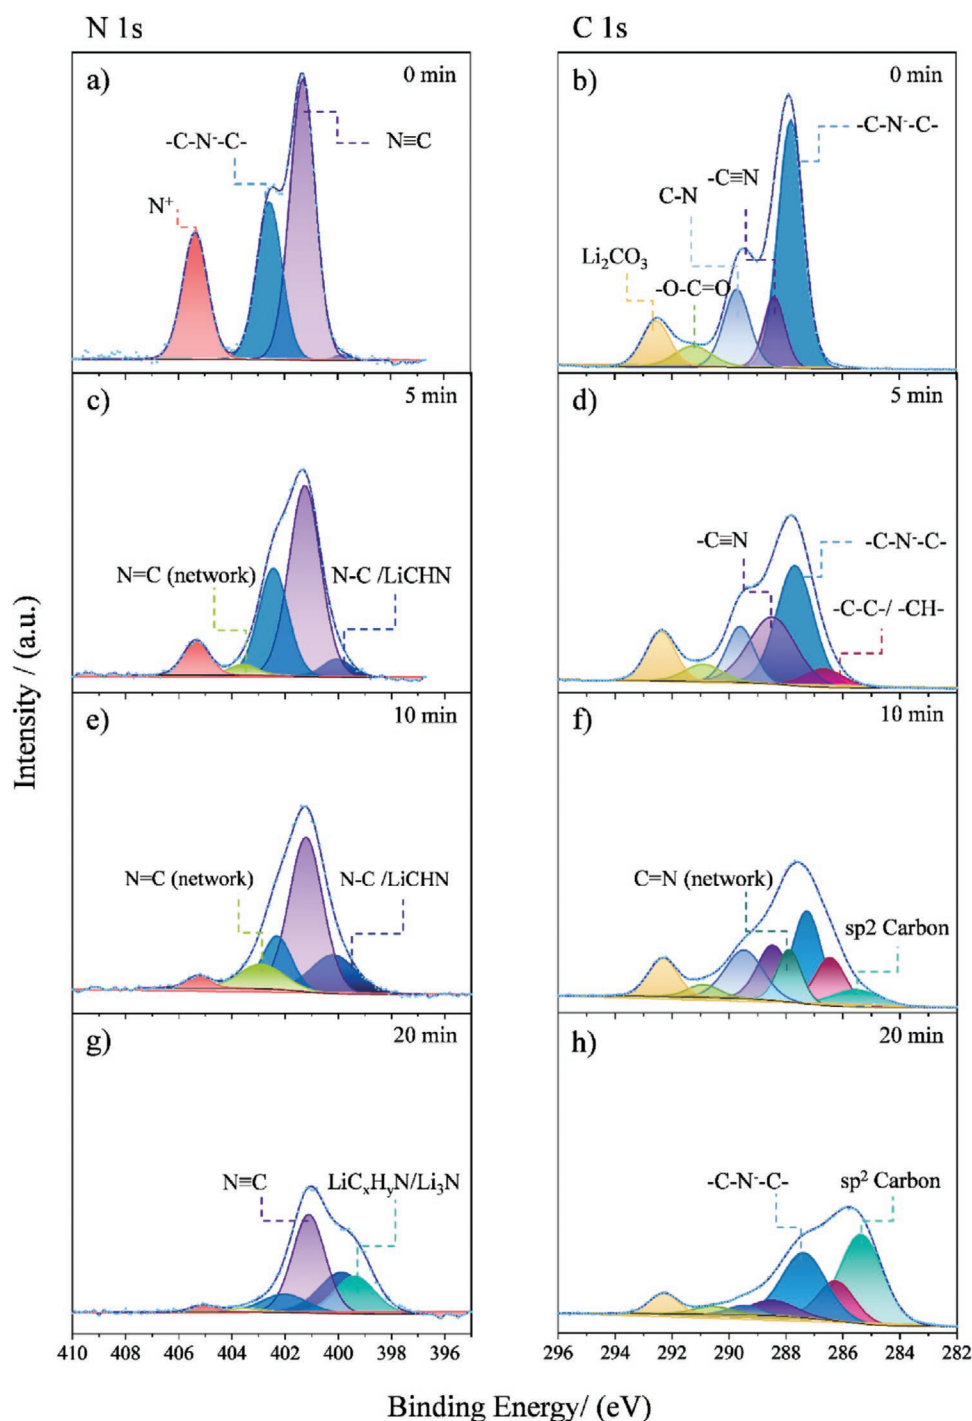 N 1s
C 1s
a)
0 min
-C-N⁻-C-
N≡C
N⁺
b)
0 min
-C-N⁻-C-
-C≡N
C-N
Li₂CO₃
-O-C=O
c)
5 min
N=C (network)
N-C /LiCHN
d)
5 min
-C≡N
-C-N⁻-C-
-C-C-/ -CH-
e)
10 min
N=C (network)
N-C /LiCHN
f)
10 min
C=N (network)
sp2 Carbon
g)
20 min
N≡C
LiCₓHᵧN/Li₃N
h)
20 min
-C-N⁻-C-
sp² Carbon
410 408 406 404 402 400 398 396
296 294 292 290 288 286 284 282
Intensity / (a.u.)
Binding Energy/ (eV)